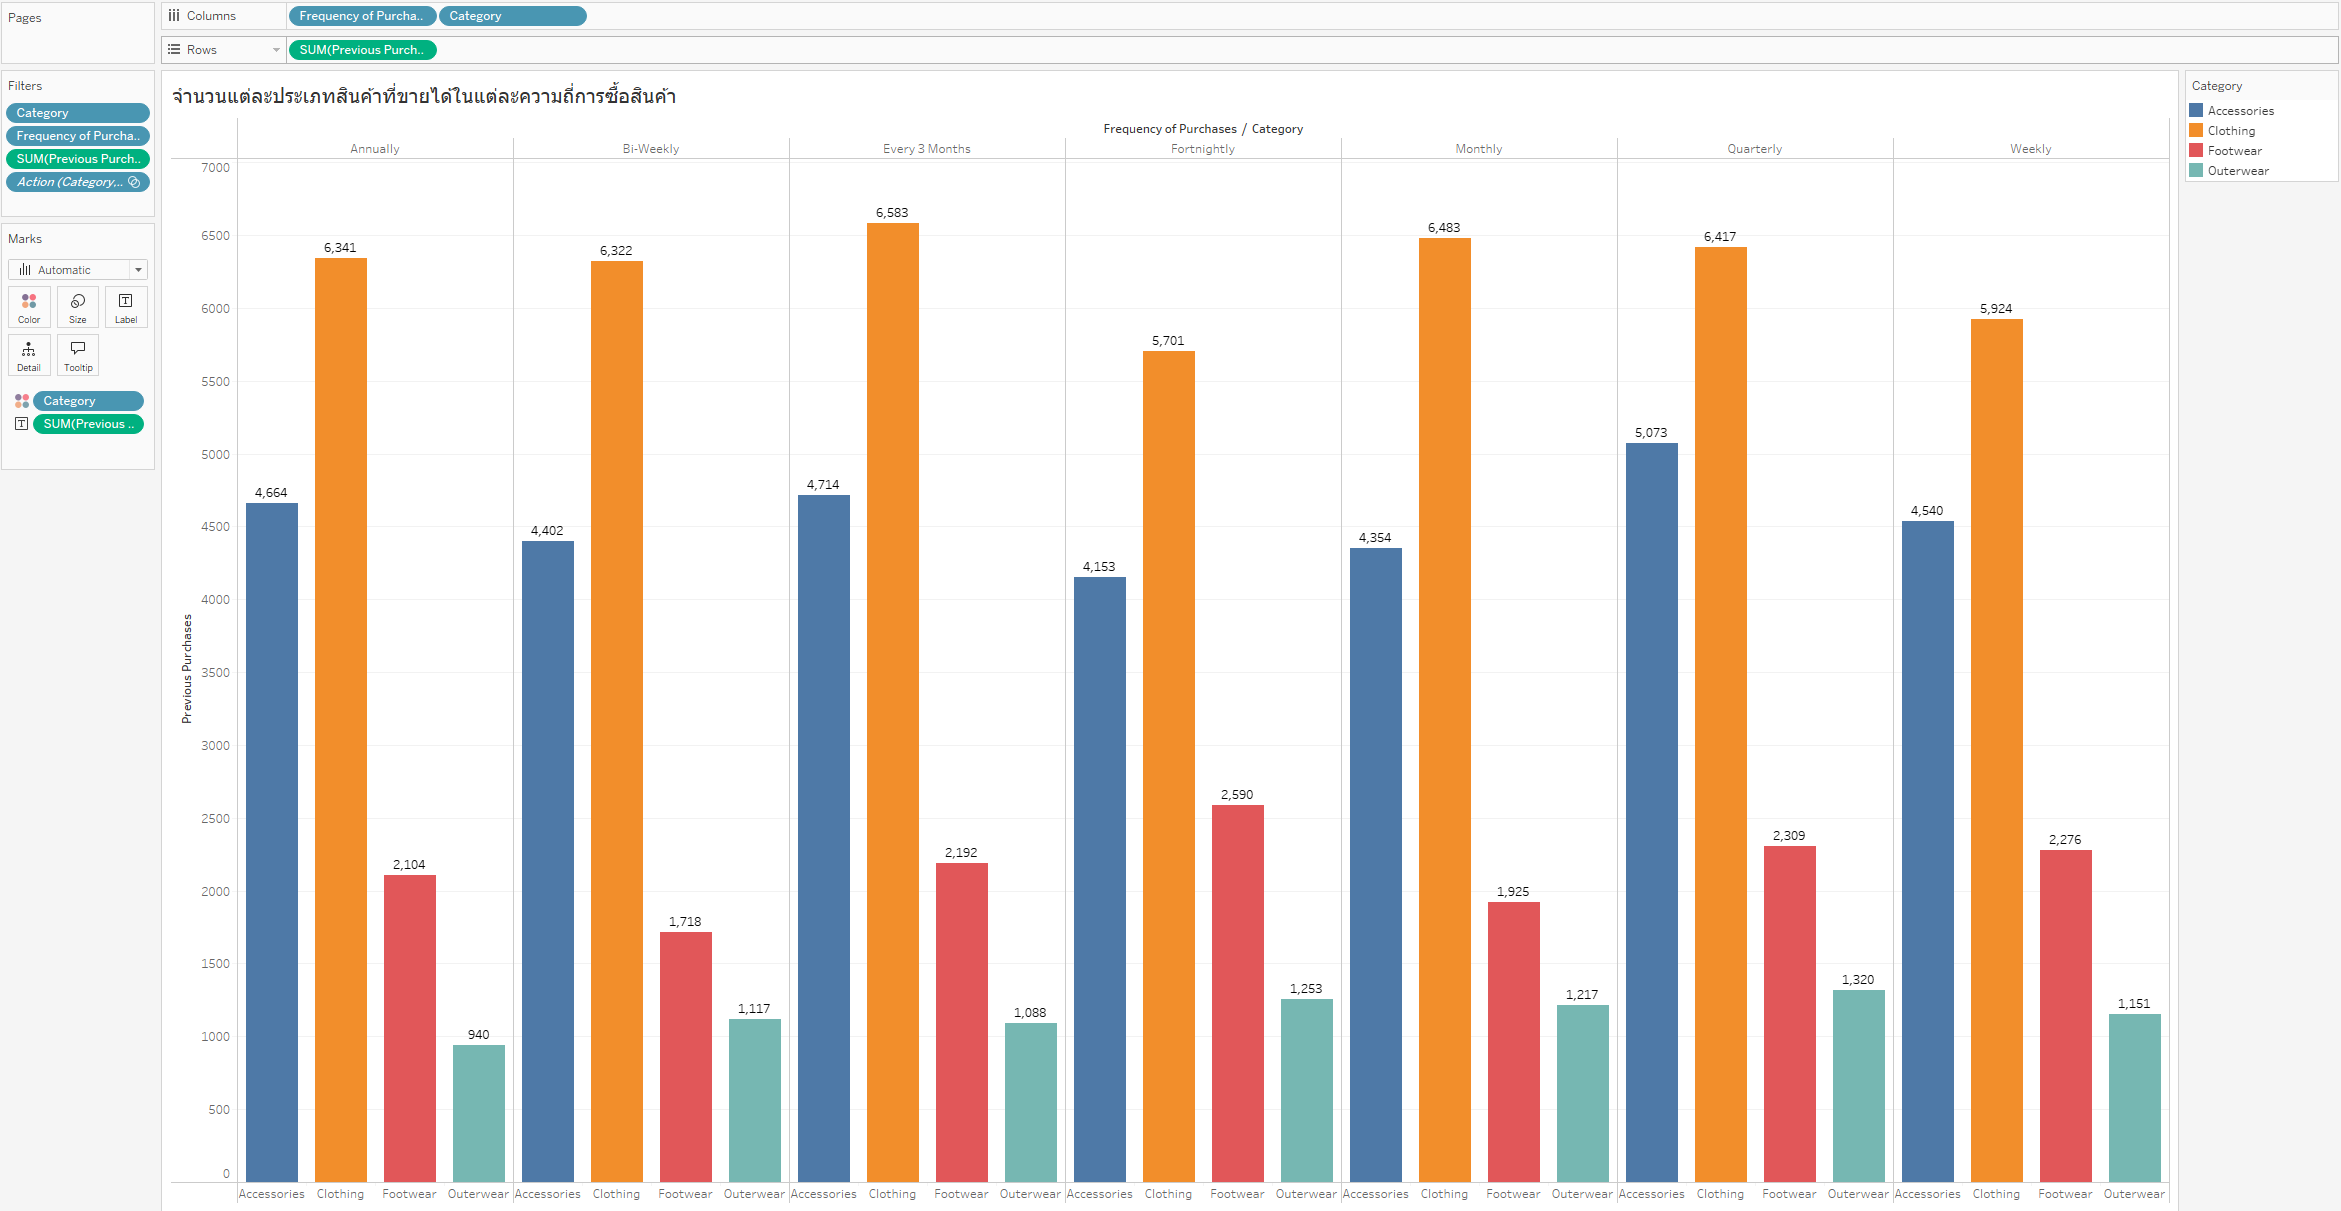 Pages
Columns
Frequency of Purcha..
Category
Rows
SUM(Previous Purch..
Filters
Category
Frequency of Purcha..
SUM(Previous Purch..
Action (Category,..
Marks
Automatic
Color
Size
Label
Detail
Tooltip
Category
SUM(Previous ..
จำนวนแต่ละประเภทสินค้าที่ขายได้ในแต่ละความถี่การซื้อสินค้า
Frequency of Purchases / Category
Annually
Bi-Weekly
Every 3 Months
Fortnightly
Monthly
Quarterly
Weekly
Previous Purchases
7000
6500
6000
5500
5000
4500
4000
3500
3000
2500
2000
1500
1000
500
0
4,664
6,341
2,104
940
4,402
6,322
1,718
1,117
4,714
6,583
2,192
1,088
4,153
5,701
2,590
1,253
4,354
6,483
1,925
1,217
5,073
6,417
2,309
1,320
4,540
5,924
2,276
1,151
Accessories Clothing Footwear Outerwear Accessories Clothing Footwear Outerwear Accessories Clothing Footwear Outerwear Accessories Clothing Footwear Outerwear Accessories Clothing Footwear Outerwear Accessories Clothing Footwear Outerwear Accessories Clothing Footwear Outerwear
Category
Accessories
Clothing
Footwear
Outerwear